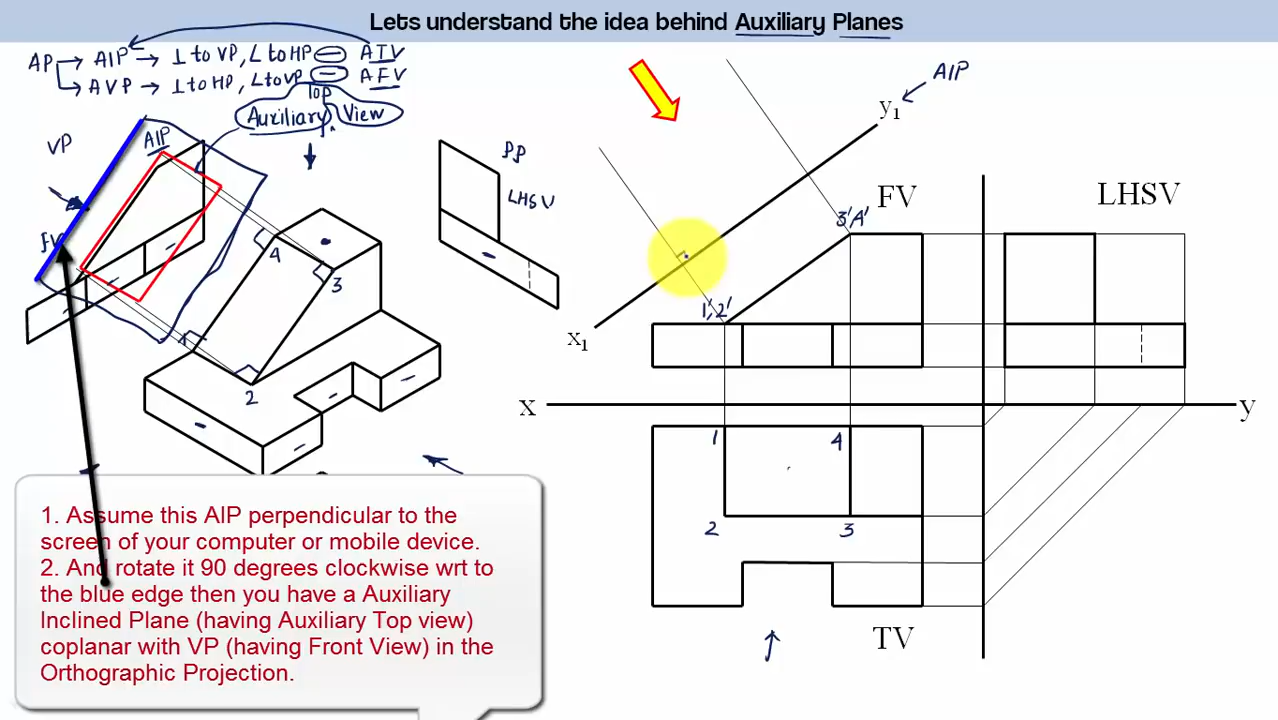 Lets understand the idea behind Auxiliary Planes
AP → AIP → ⊥ to VP, ∠ to HP ATV
AVP → ⊥ to HP, ∠ to VP AFV
Top
Auxiliary View
VP
AIP
FV
PP
LHSV
4
3
1
2
AIP
y₁
x₁
3'4'
1',2'
FV
LHSV
x
y
1
4
2
3
TV
1. Assume this AIP perpendicular to the
screen of your computer or mobile device.
2. And rotate it 90 degrees clockwise wrt to
the blue edge then you have a Auxiliary
Inclined Plane (having Auxiliary Top view)
coplanar with VP (having Front View) in the
Orthographic Projection.